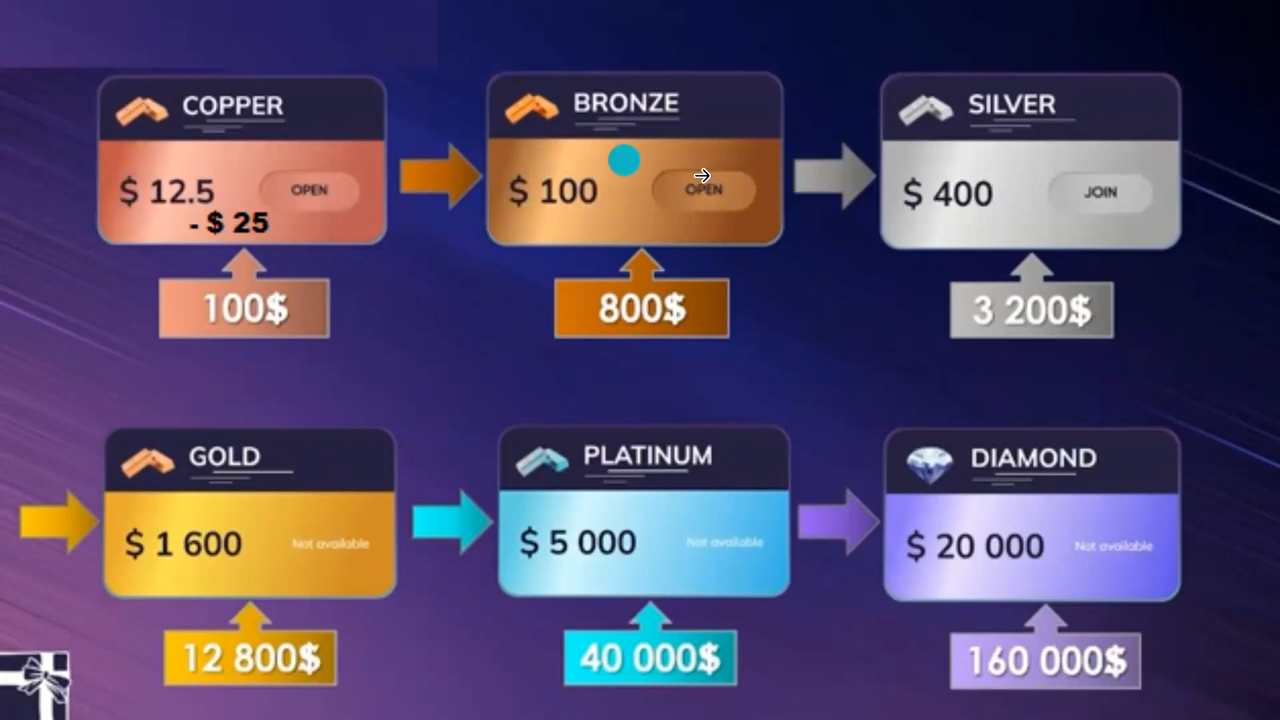 COPPER
$ 12.5
OPEN
- $ 25
100$
BRONZE
$ 100
OPEN
800$
SILVER
$ 400
JOIN
3 200$
GOLD
$ 1 600
Not available
12 800$
PLATINUM
$ 5 000
Not available
40 000$
DIAMOND
$ 20 000
Not available
160 000$